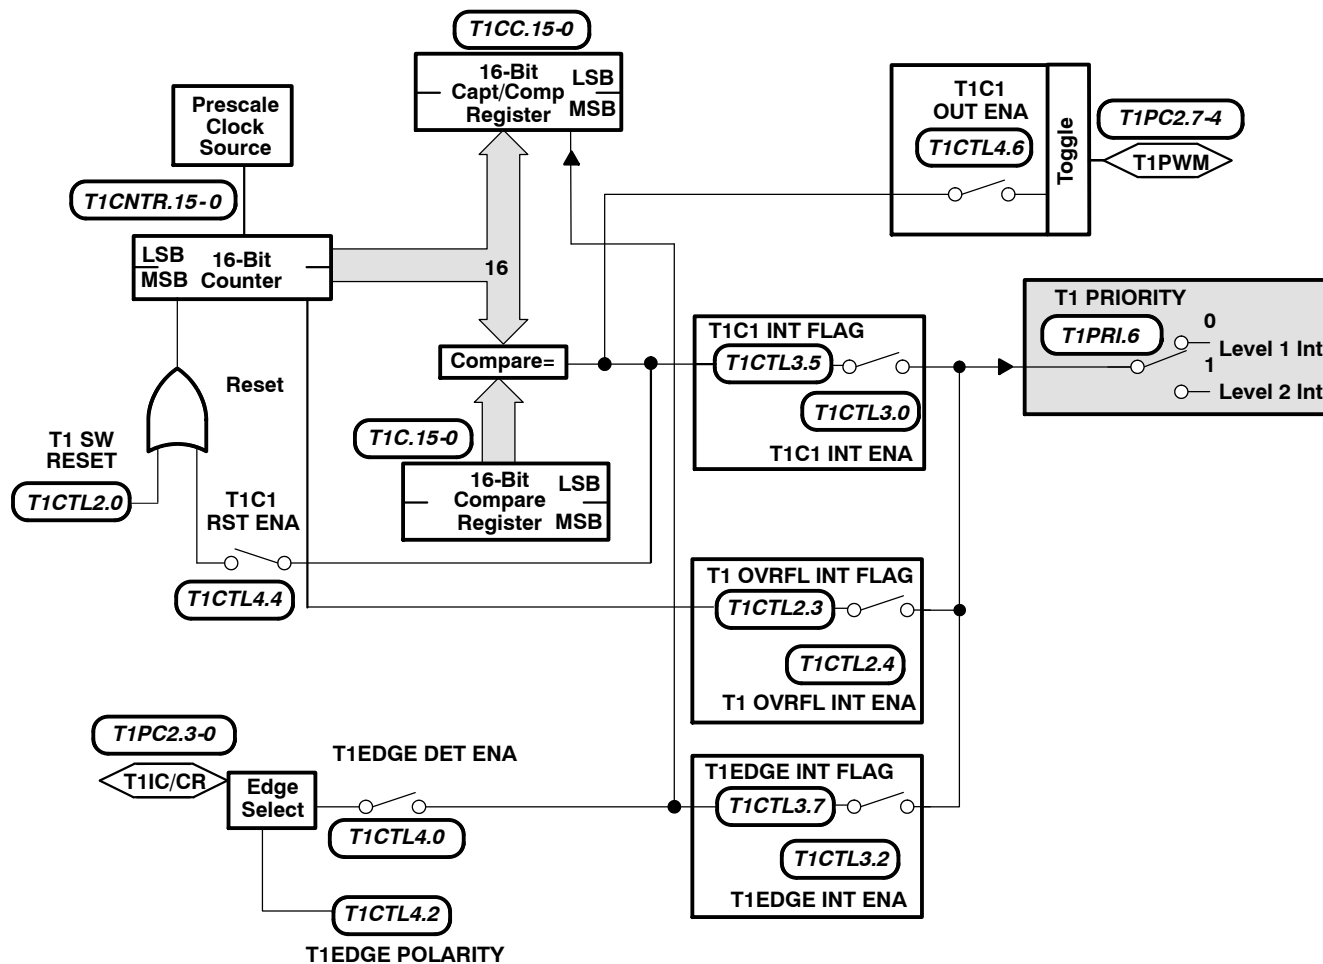 T1CC.15-0
16-Bit
Capt/Comp
Register
LSB
MSB
Prescale
Clock
Source
T1CNTR.15-0
LSB
MSB
16-Bit
Counter
16
T1C1
OUT ENA
T1CTL4.6
Toggle
T1PC2.7-4
T1PWM
T1 PRIORITY
T1PRI.6
0
Level 1 Int
1
Level 2 Int
Compare=
T1C1 INT FLAG
T1CTL3.5
T1CTL3.0
T1C1 INT ENA
Reset
T1 SW
RESET
T1CTL2.0
T1C.15-0
16-Bit
Compare
Register
LSB
MSB
T1C1
RST ENA
T1CTL4.4
T1 OVRFL INT FLAG
T1CTL2.3
T1CTL2.4
T1 OVRFL INT ENA
T1PC2.3-0
T1IC/CR
Edge
Select
T1EDGE DET ENA
T1CTL4.0
T1EDGE INT FLAG
T1CTL3.7
T1CTL3.2
T1EDGE INT ENA
T1CTL4.2
T1EDGE POLARITY